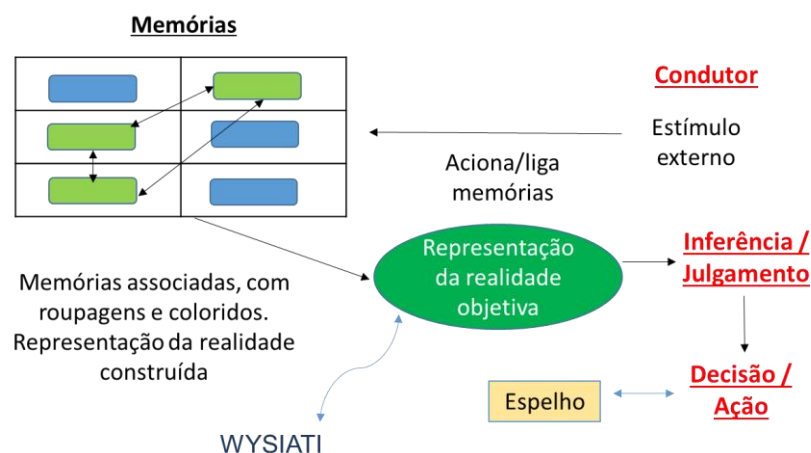 Memórias
Condutor
Estímulo
externo
Aciona/liga
memórias
Representação
da realidade
objetiva
Inferência /
Julgamento
Memórias associadas, com
roupagens e coloridos.
Representação da realidade
construída
Decisão /
Ação
Espelho
WYSIATI